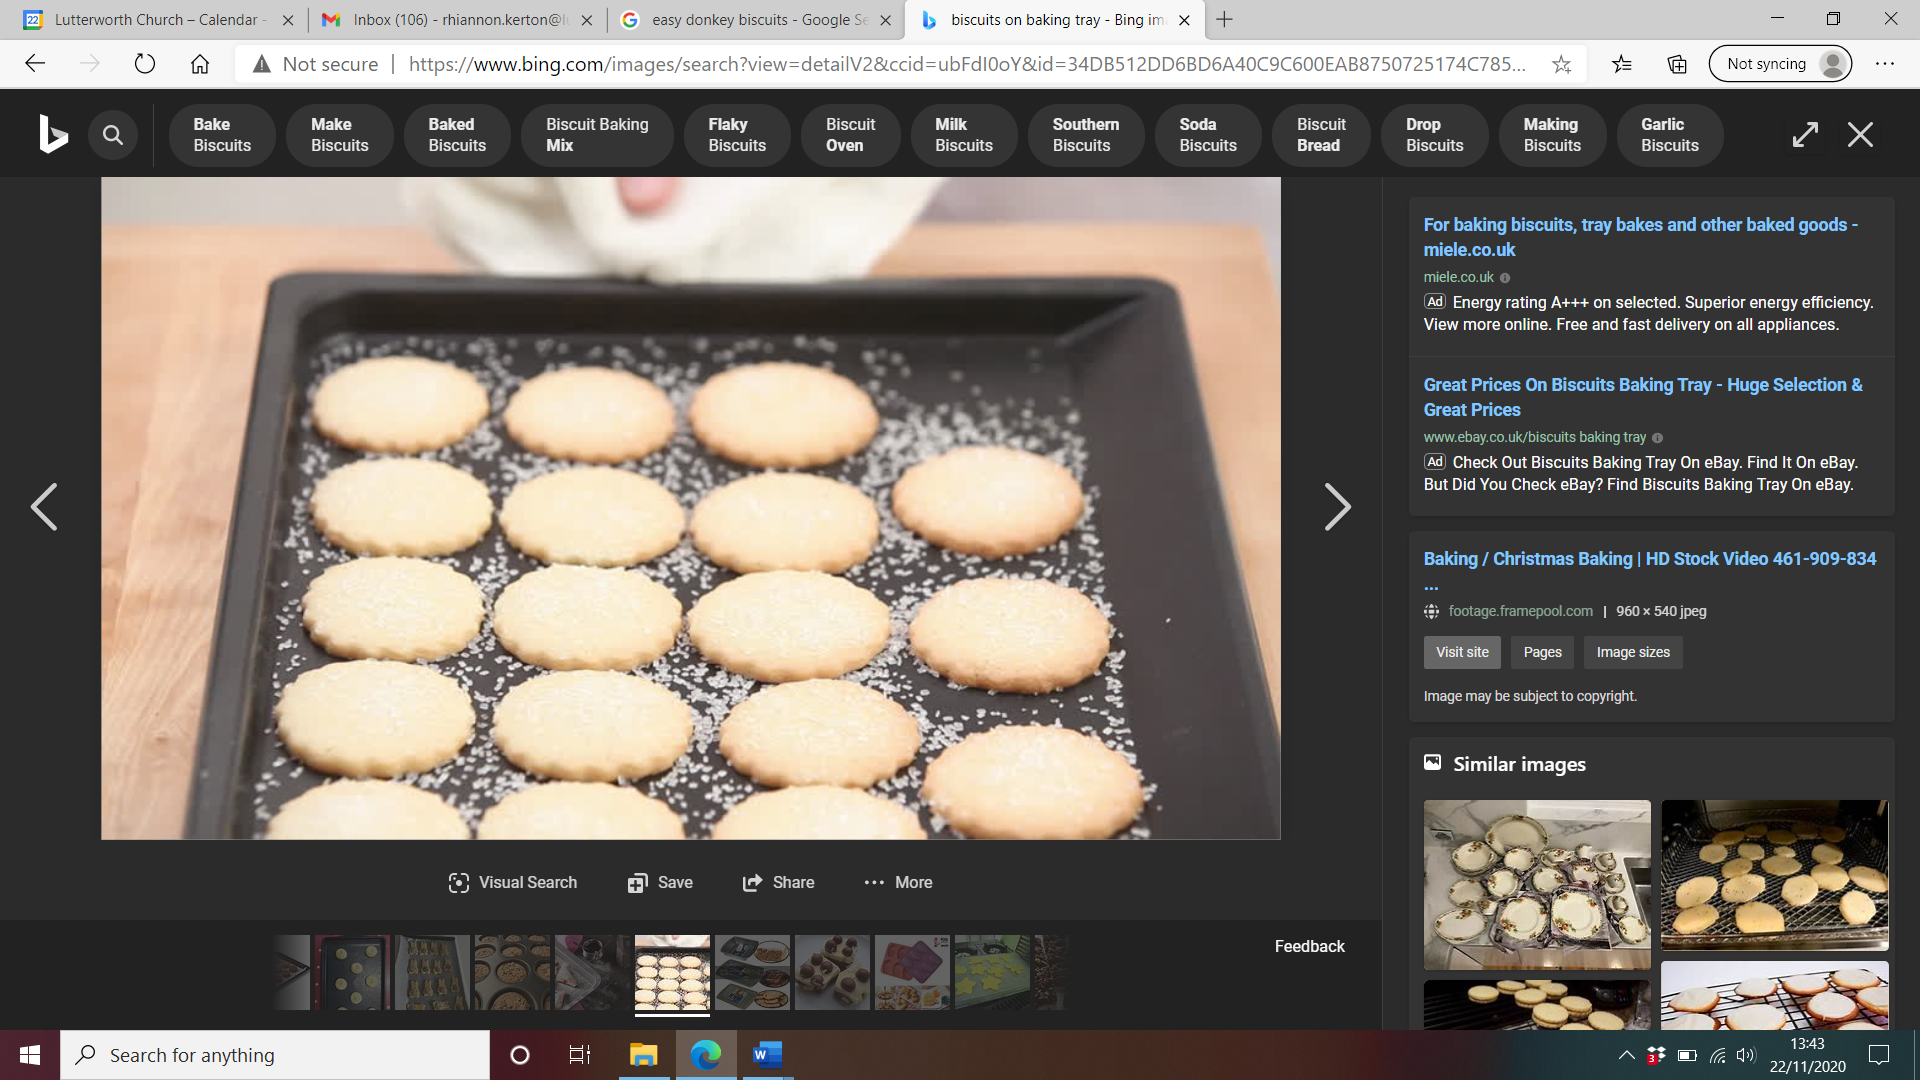 Lutterworth Church – Calendar -
Inbox (106) - rhiannon.kerton@lu
easy donkey biscuits - Google Se
biscuits on baking tray - Bing im
Not secure
https://www.bing.com/images/search?view=detailV2&ccid=ubFdI0oY&id=34DB512DD6BD6A40C9C600EAB8750725174C785...
Not syncing
Bake
Biscuits
Make
Biscuits
Baked
Biscuits
Biscuit Baking
Mix
Flaky
Biscuits
Biscuit
Oven
Milk
Biscuits
Southern
Biscuits
Soda
Biscuits
Biscuit
Bread
Drop
Biscuits
Making
Biscuits
Garlic
Biscuits
For baking biscuits, tray bakes and other baked goods -
miele.co.uk
miele.co.uk
Ad Energy rating A+++ on selected. Superior energy efficiency.
View more online. Free and fast delivery on all appliances.
Great Prices On Biscuits Baking Tray - Huge Selection &
Great Prices
www.ebay.co.uk/biscuits baking tray
Ad Check Out Biscuits Baking Tray On eBay. Find It On eBay.
But Did You Check eBay? Find Biscuits Baking Tray On eBay.
Baking / Christmas Baking | HD Stock Video 461-909-834
...
footage.framepool.com | 960 × 540 jpeg
Visit site
Pages
Image sizes
Image may be subject to copyright.
Similar images
Visual Search
Save
Share
More
Feedback
Search for anything
13:43
22/11/2020